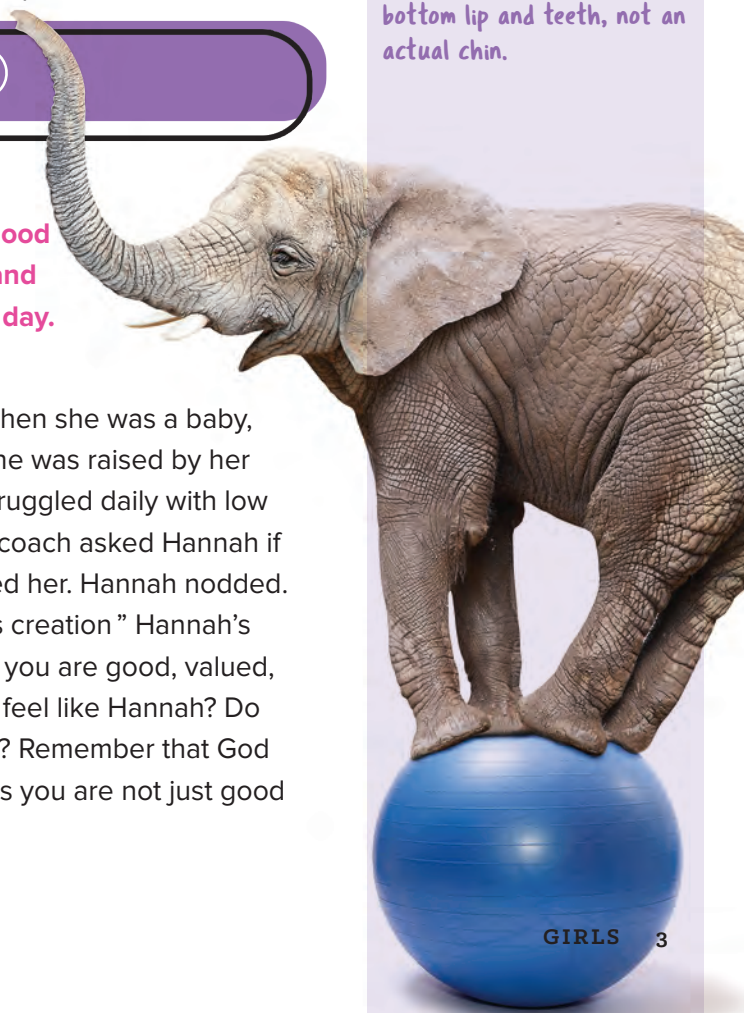 bottom lip and teeth, not an
actual chin.
ood
and
day.
hen she was a baby,
he was raised by her
ruggled daily with low
coach asked Hannah if
ed her. Hannah nodded.
s creation” Hannah’s
you are good, valued,
feel like Hannah? Do
? Remember that God
s you are not just good
GIRLS 3